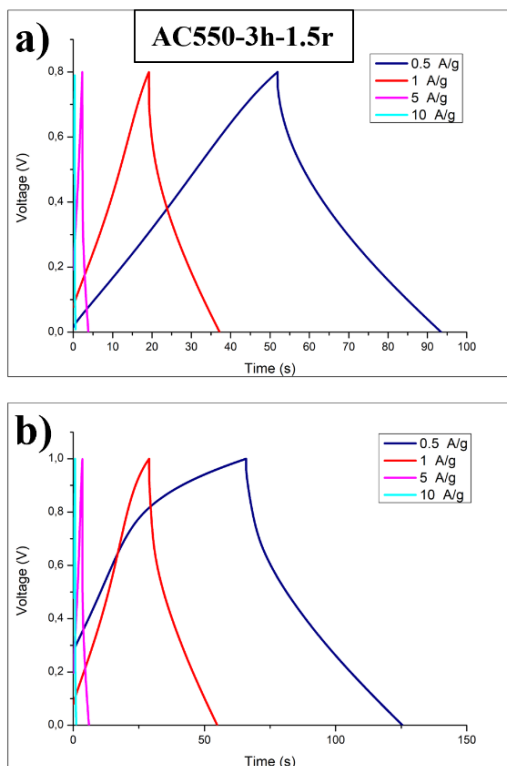 a)
AC550-3h-1.5r
0.5 A/g
1 A/g
5 A/g
10 A/g
Voltage (V)
0,8
0,6
0,4
0,2
0,0
0 10 20 30 40 50 60 70 80 90 100
Time (s)
b)
0.5 A/g
1 A/g
5 A/g
10 A/g
Voltage (V)
1,0
0,8
0,6
0,4
0,2
0,0
0 50 100 150
Time (s)